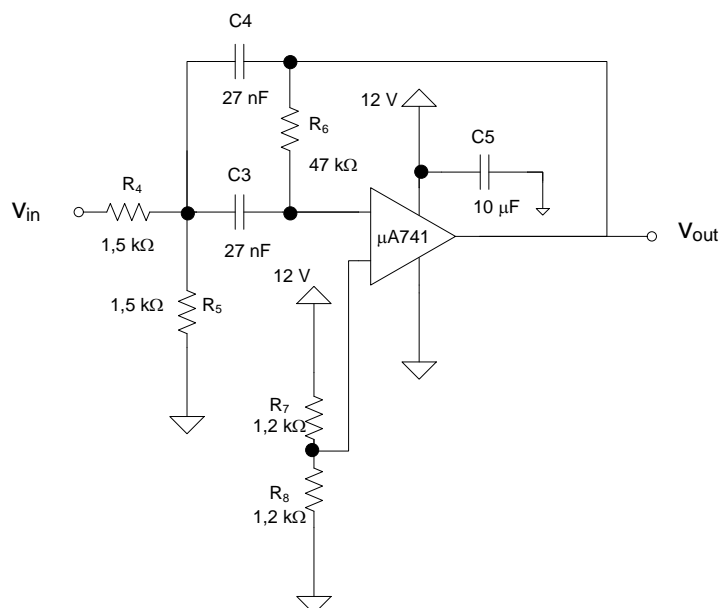 C4
27 nF
12 V
R6
C5
47 kΩ
C3
R4
Vin
10 µF
µA741
Vout
1,5 kΩ
27 nF
12 V
1,5 kΩ
R5
R7
1,2 kΩ
R8
1,2 kΩ